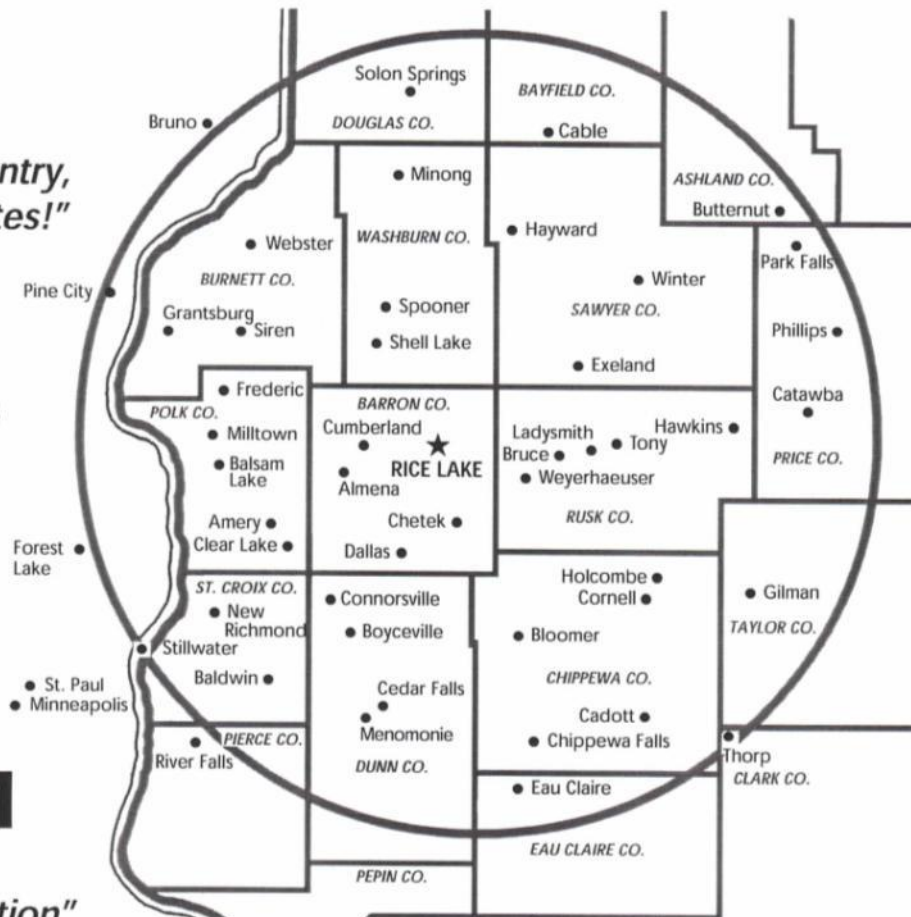 Solon Springs
BAYFIELD CO.
Bruno
DOUGLAS CO.
Cable
ntry,
Minong
ASHLAND CO.
tes!"
Butternut
Hayward
WASHBURN CO.
Webster
Park Falls
BURNETT CO.
Winter
Pine City
Spooner
SAWYER CO.
Grantsburg
Siren
Phillips
Shell Lake
Exeland
Frederic
Catawba
POLK CO.
BARRON CO.
Cumberland
Milltown
Ladysmith
Hawkins
Tony
Bruce
RICE LAKE
PRICE CO.
Balsam
Lake
Weyerhaeuser
Almena
RUSK CO.
Amery
Chetek
Clear Lake
Dallas
Forest
Lake
Holcombe
ST. CROIX CO.
Cornell
Connorsville
Gilman
New
Richmond
TAYLOR CO.
Boyceville
Bloomer
Stillwater
Baldwin
CHIPPEWA CO.
St. Paul
Cedar Falls
Minneapolis
Cadott
Menomonie
PIERCE CO.
Chippewa Falls
Thorp
River Falls
DUNN CO.
CLARK CO.
Eau Claire
EAU CLAIRE CO.
PEPIN CO.
tion"